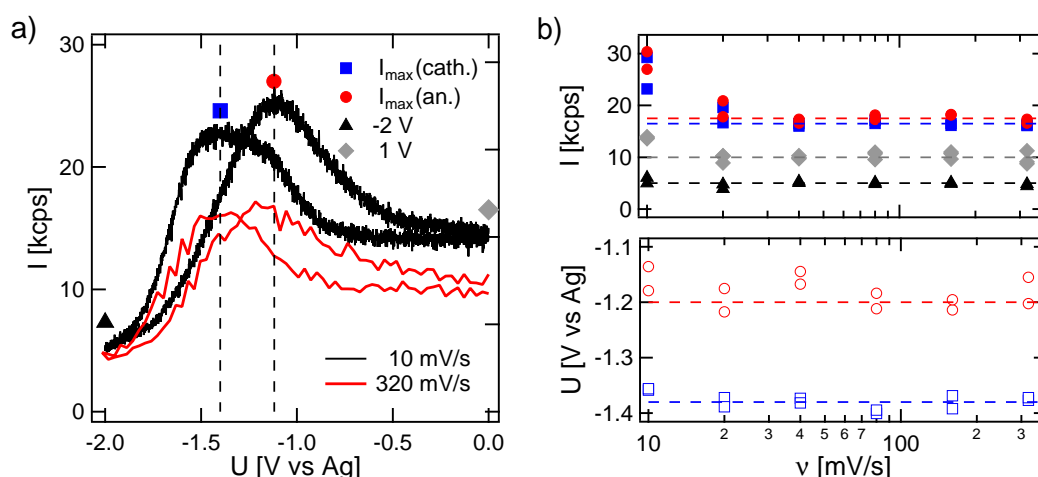 a)
I [kcps]
30
20
10
0
I_max (cath.)
I_max (an.)
-2 V
1 V
10 mV/s
320 mV/s
-2.0 -1.5 -1.0 -0.5 0.0
U [V vs Ag]
b)
I [kcps]
30
20
10
0
U [V vs Ag]
-1.1
-1.2
-1.3
-1.4
10 2 3 4 5 6 7 100 2 3
ν [mV/s]